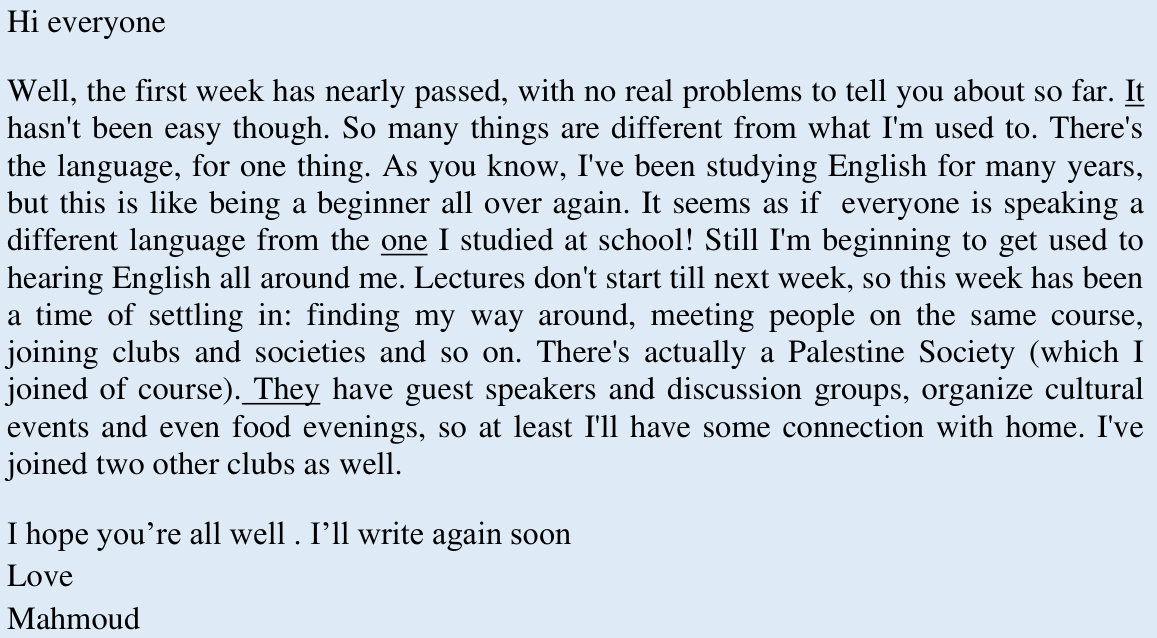 Hi everyone
Well, the first week has nearly passed, with no real problems to tell you about so far. It
hasn't been easy though. So many things are different from what I'm used to. There's
the language, for one thing. As you know, I've been studying English for many years,
but this is like being a beginner all over again. It seems as if  everyone is speaking a
different language from the one I studied at school! Still I'm beginning to get used to
hearing English all around me. Lectures don't start till next week, so this week has been
a time of settling in: finding my way around, meeting people on the same course,
joining clubs and societies and so on. There's actually a Palestine Society (which I
joined of course). They have guest speakers and discussion groups, organize cultural
events and even food evenings, so at least I'll have some connection with home. I've
joined two other clubs as well.
I hope you’re all well . I’ll write again soon
Love
Mahmoud